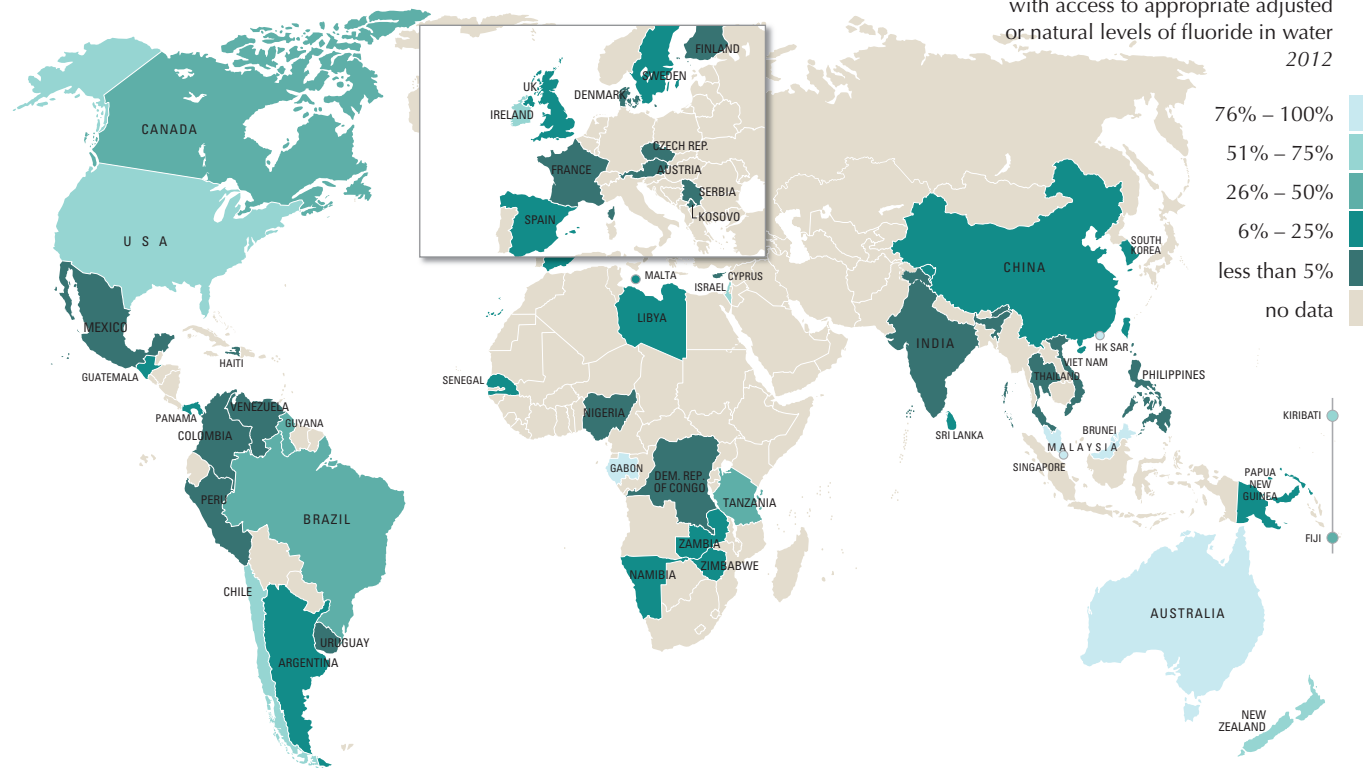 with access to appropriate adjusted
or natural levels of fluoride in water
2012
76% – 100%
51% – 75%
26% – 50%
6% – 25%
less than 5%
no data
CANADA
U S A
MEXICO
GUATEMALA
HAITI
PANAMA
VENEZUELA
GUYANA
COLOMBIA
PERU
BRAZIL
CHILE
URUGUAY
ARGENTINA
FINLAND
SWEDEN
UK
DENMARK
IRELAND
CZECH REP.
FRANCE
AUSTRIA
SERBIA
KOSOVO
SPAIN
MALTA
CYPRUS
ISRAEL
LIBYA
SENEGAL
NIGERIA
GABON
DEM. REP.
OF CONGO
TANZANIA
ZAMBIA
ZIMBABWE
NAMIBIA
CHINA
SOUTH
KOREA
INDIA
HK SAR
VIET NAM
THAILAND
PHILIPPINES
SRI LANKA
BRUNEI
MALAYSIA
SINGAPORE
PAPUA
NEW
GUINEA
KIRIBATI
FIJI
AUSTRALIA
NEW
ZEALAND